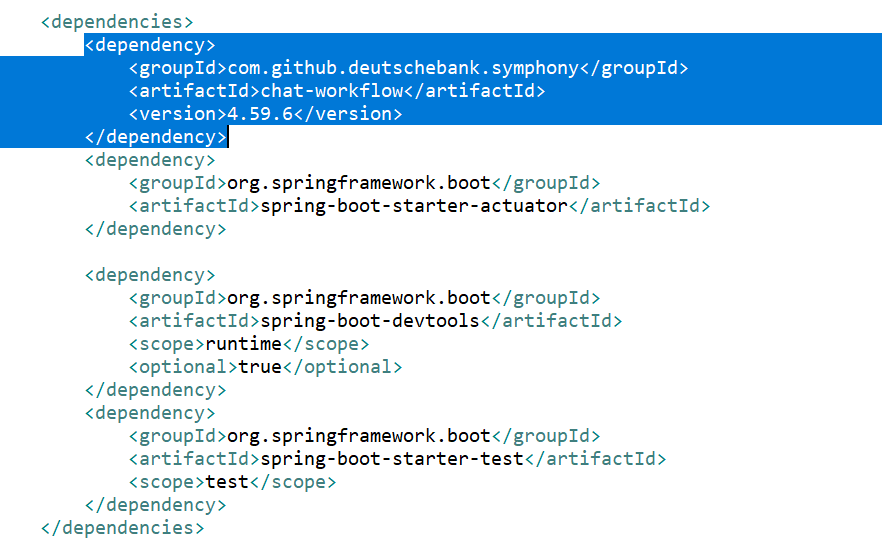 <dependencies>
<dependency>
<groupId>com.github.deutschebank.symphony</groupId>
<artifactId>chat-workflow</artifactId>
<version>4.59.6</version>
</dependency>
<dependency>
<groupId>org.springframework.boot</groupId>
<artifactId>spring-boot-starter-actuator</artifactId>
</dependency>
<dependency>
<groupId>org.springframework.boot</groupId>
<artifactId>spring-boot-devtools</artifactId>
<scope>runtime</scope>
<optional>true</optional>
</dependency>
<dependency>
<groupId>org.springframework.boot</groupId>
<artifactId>spring-boot-starter-test</artifactId>
<scope>test</scope>
</dependency>
</dependencies>